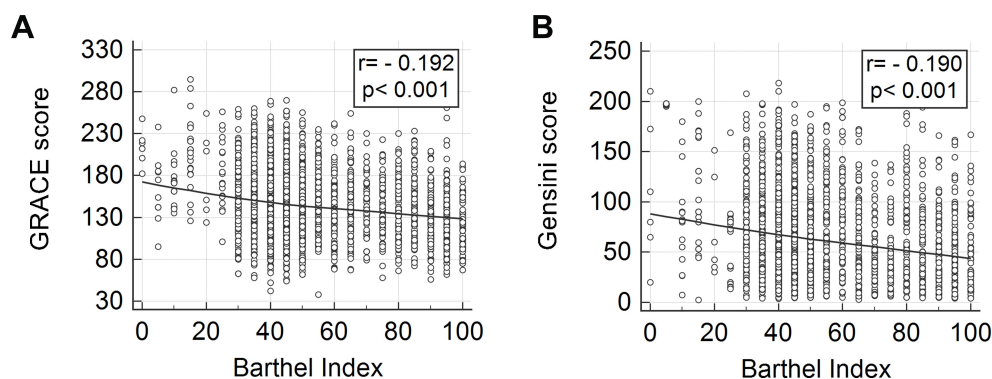 A
GRACE score
330
280
230
180
130
80
30
r= - 0.192
p< 0.001
0 20 40 60 80 100
Barthel Index
B
Gensini score
250
200
150
100
50
0
r= - 0.190
p< 0.001
0 20 40 60 80 100
Barthel Index